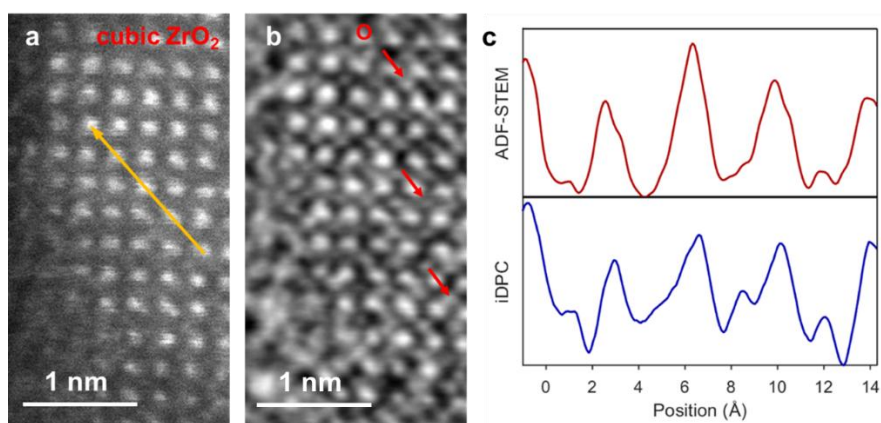 a
cubic ZrO₂
1 nm
b
O
1 nm
c
ADF-STEM
iDPC
0 2 4 6 8 10 12 14
Position (Å)